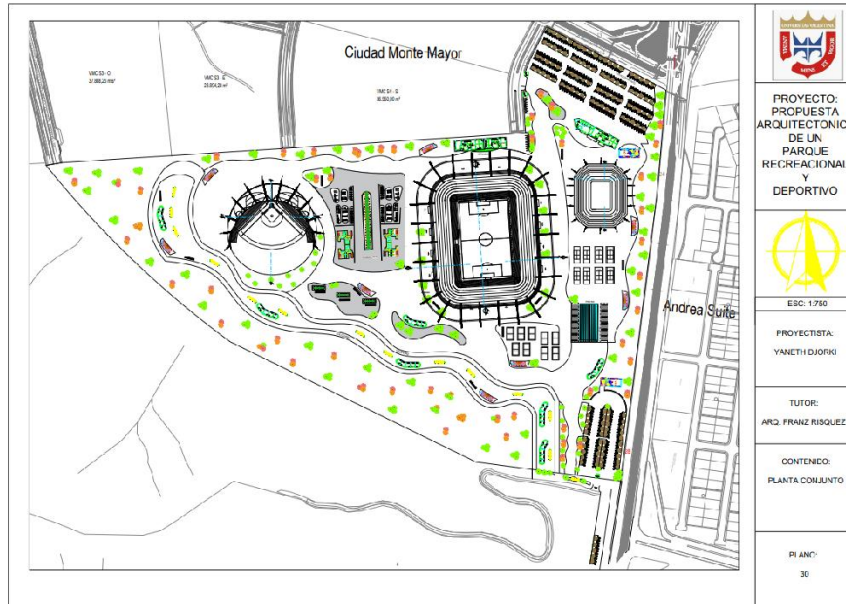 Ciudad Monte Mayor
Andrea Suite
PROYECTO:
PROPUESTA
ARQUITECTONICA
DE UN
PARQUE
RECREACIONAL
Y
DEPORTIVO
ESC: 1:750
PROYECTISTA:
YANETH DJORKI
TUTOR:
ARQ. FRANZ RISQUEZ
CONTENIDO:
PLANTA CONJUNTO
PLANO:
30